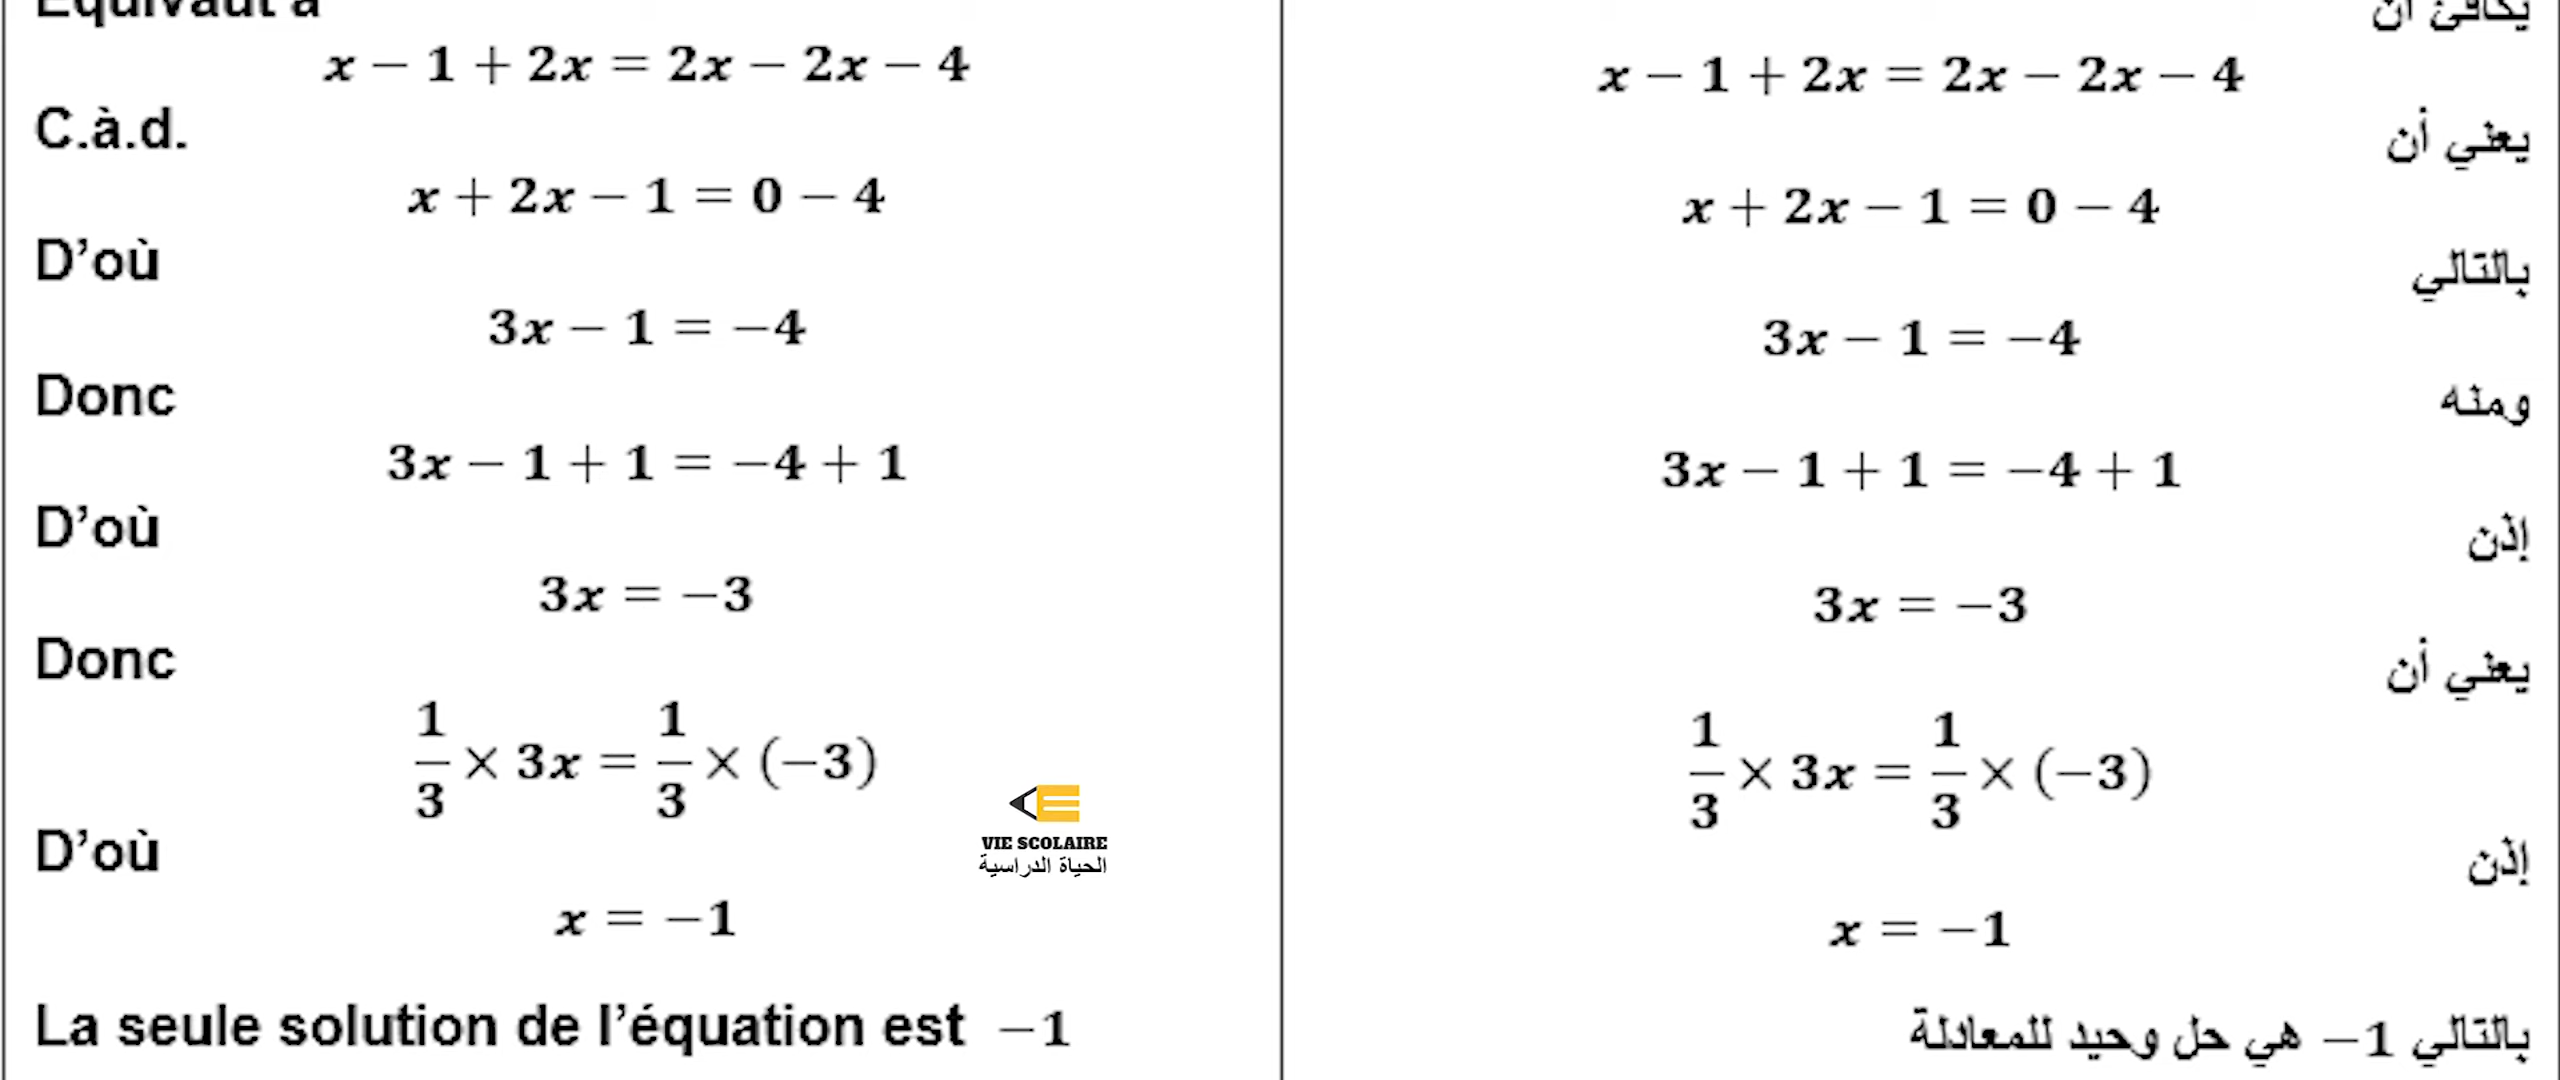 Equivaut à
x − 1 + 2x = 2x − 2x − 4
C.à.d.
x + 2x − 1 = 0 − 4
D’où
3x − 1 = −4
Donc
3x − 1 + 1 = −4 + 1
D’où
3x = −3
Donc
1/3 × 3x = 1/3 × (−3)
D’où
x = −1
La seule solution de l’équation est −1
VIE SCOLAIRE
الحياة الدراسية
يكافئ أن
x − 1 + 2x = 2x − 2x − 4
يعني أن
x + 2x − 1 = 0 − 4
بالتالي
3x − 1 = −4
ومنه
3x − 1 + 1 = −4 + 1
إذن
3x = −3
يعني أن
1/3 × 3x = 1/3 × (−3)
إذن
x = −1
بالتالي −1 هي حل وحيد للمعادلة